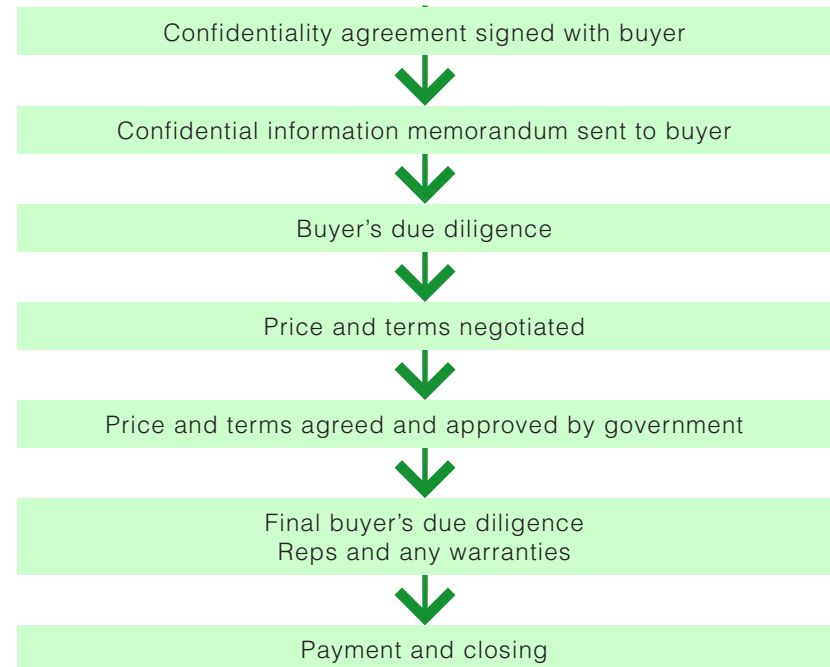 Confidentiality agreement signed with buyer
Confidential information memorandum sent to buyer
Buyer’s due diligence
Price and terms negotiated
Price and terms agreed and approved by government
Final buyer’s due diligence
Reps and any warranties
Payment and closing